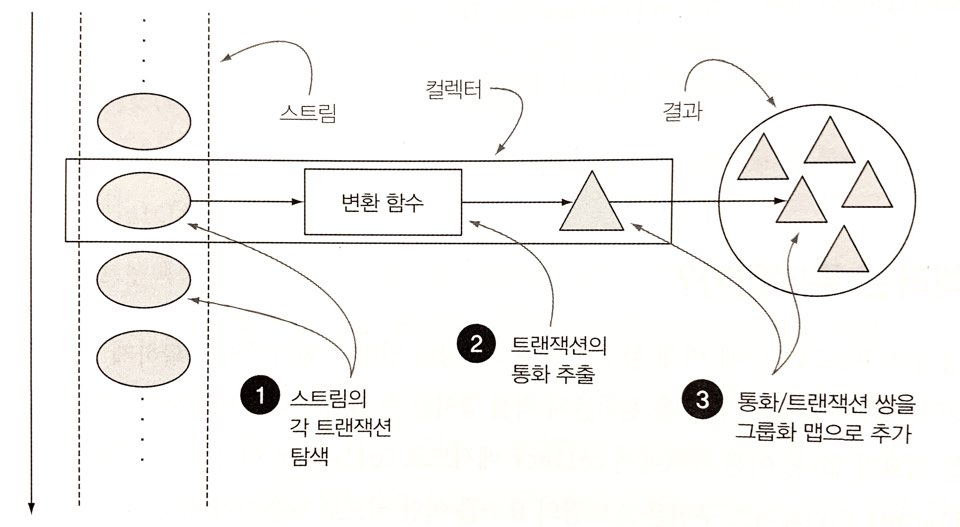 스트림
컬렉터
결과
변환 함수
1
스트림의
각 트랜잭션
탐색
2
트랜잭션의
통화 추출
3
통화/트랜잭션 쌍을
그룹화 맵으로 추가